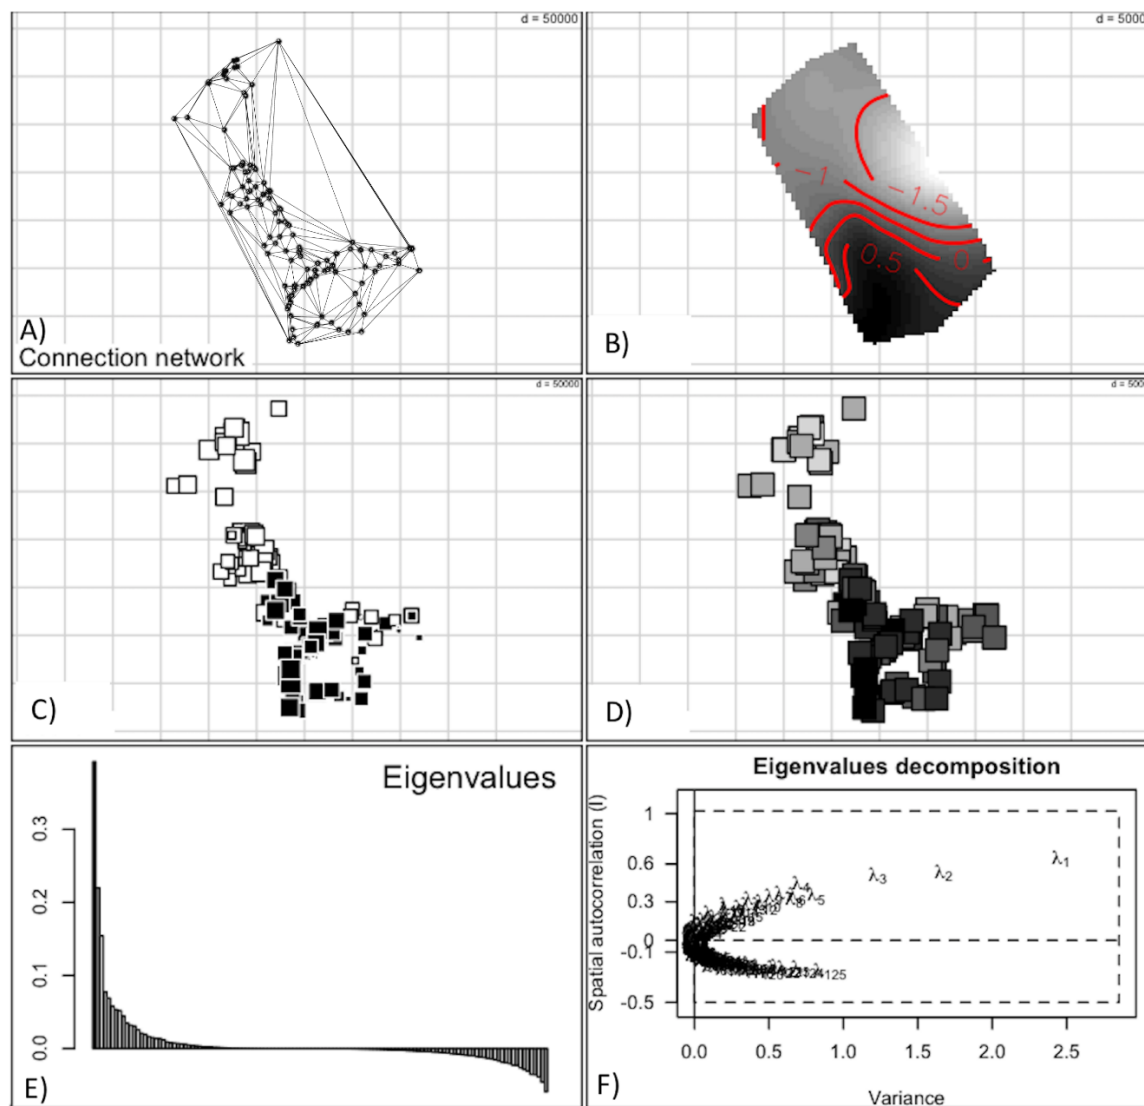 d = 50000
A)
Connection network
d = 5000
-1
-1.5
0.5
0
B)
d = 50000
C)
d = 500
D)
Eigenvalues
0.3
0.2
0.1
0.0
E)
Eigenvalues decomposition
Spatial autocorrelation (I)
1
0.6
0.3
0
-0.1
-0.5
λ1
λ2
λ3
λ4
λ5
0.0 0.5 1.0 1.5 2.0 2.5
Variance
F)